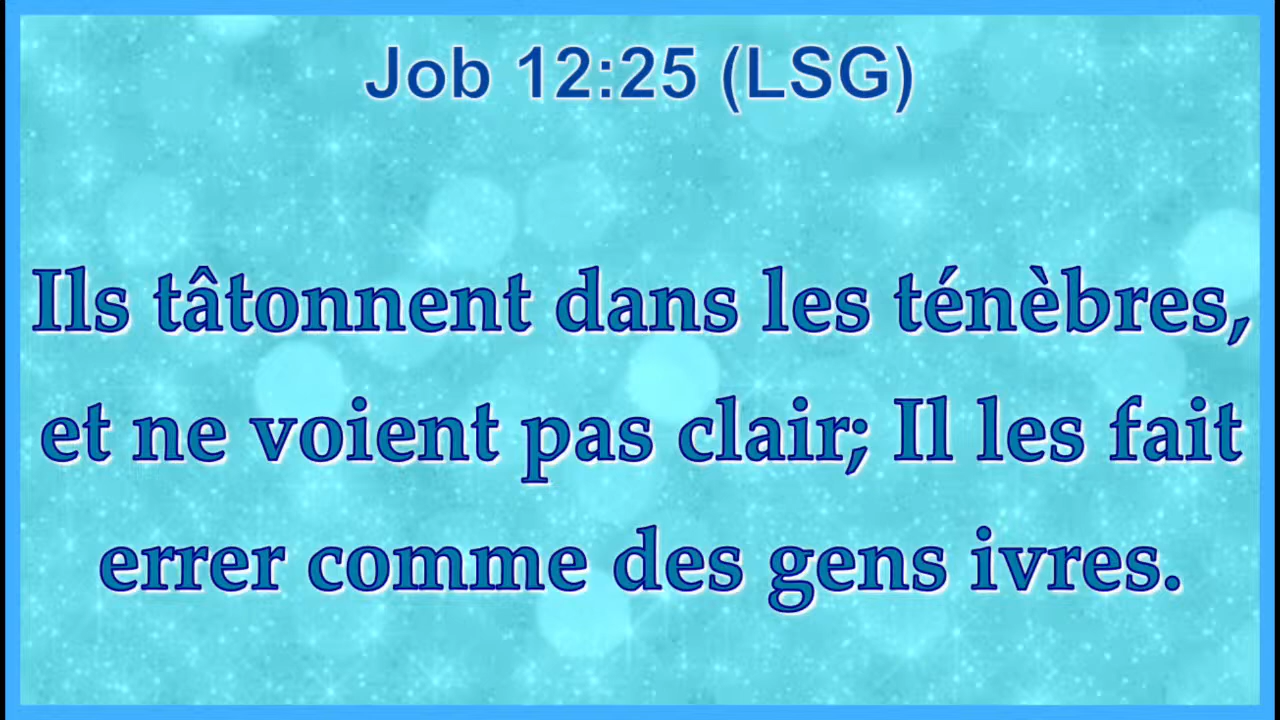 Job 12:25 (LSG)
Ils tâtonnent dans les ténèbres,
et ne voient pas clair; Il les fait
errer comme des gens ivres.